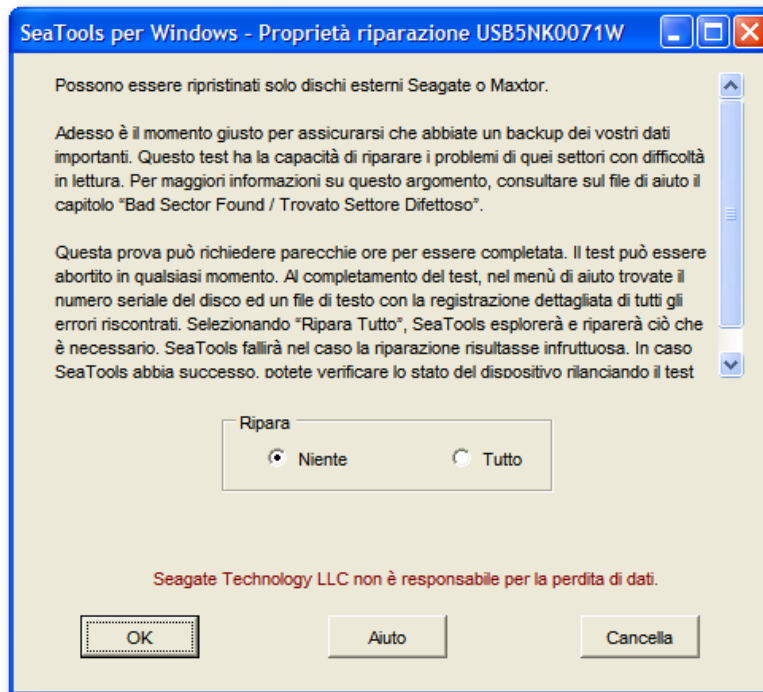 SeaTools per Windows - Proprietà riparazione USB5NK0071W
Possono essere ripristinati solo dischi esterni Seagate o Maxtor.
Adesso è il momento giusto per assicurarsi che abbiate un backup dei vostri dati
importanti. Questo test ha la capacità di riparare i problemi di quei settori con difficoltà
in lettura. Per maggiori informazioni su questo argomento, consultare sul file di aiuto il
capitolo “Bad Sector Found / Trovato Settore Difettoso”.
Questa prova può richiedere parecchie ore per essere completata. Il test può essere
abortito in qualsiasi momento. Al completamento del test, nel menù di aiuto trovate il
numero seriale del disco ed un file di testo con la registrazione dettagliata di tutti gli
errori riscontrati. Selezionando “Ripara Tutto”, SeaTools esplorerà e riparerà ciò che
è necessario. SeaTools fallirà nel caso la riparazione risultasse infruttuosa. In caso
SeaTools abbia successo, potete verificare lo stato del dispositivo rilanciando il test
Ripara
Niente Tutto
Seagate Technology LLC non è responsabile per la perdita di dati.
OK Aiuto Cancella